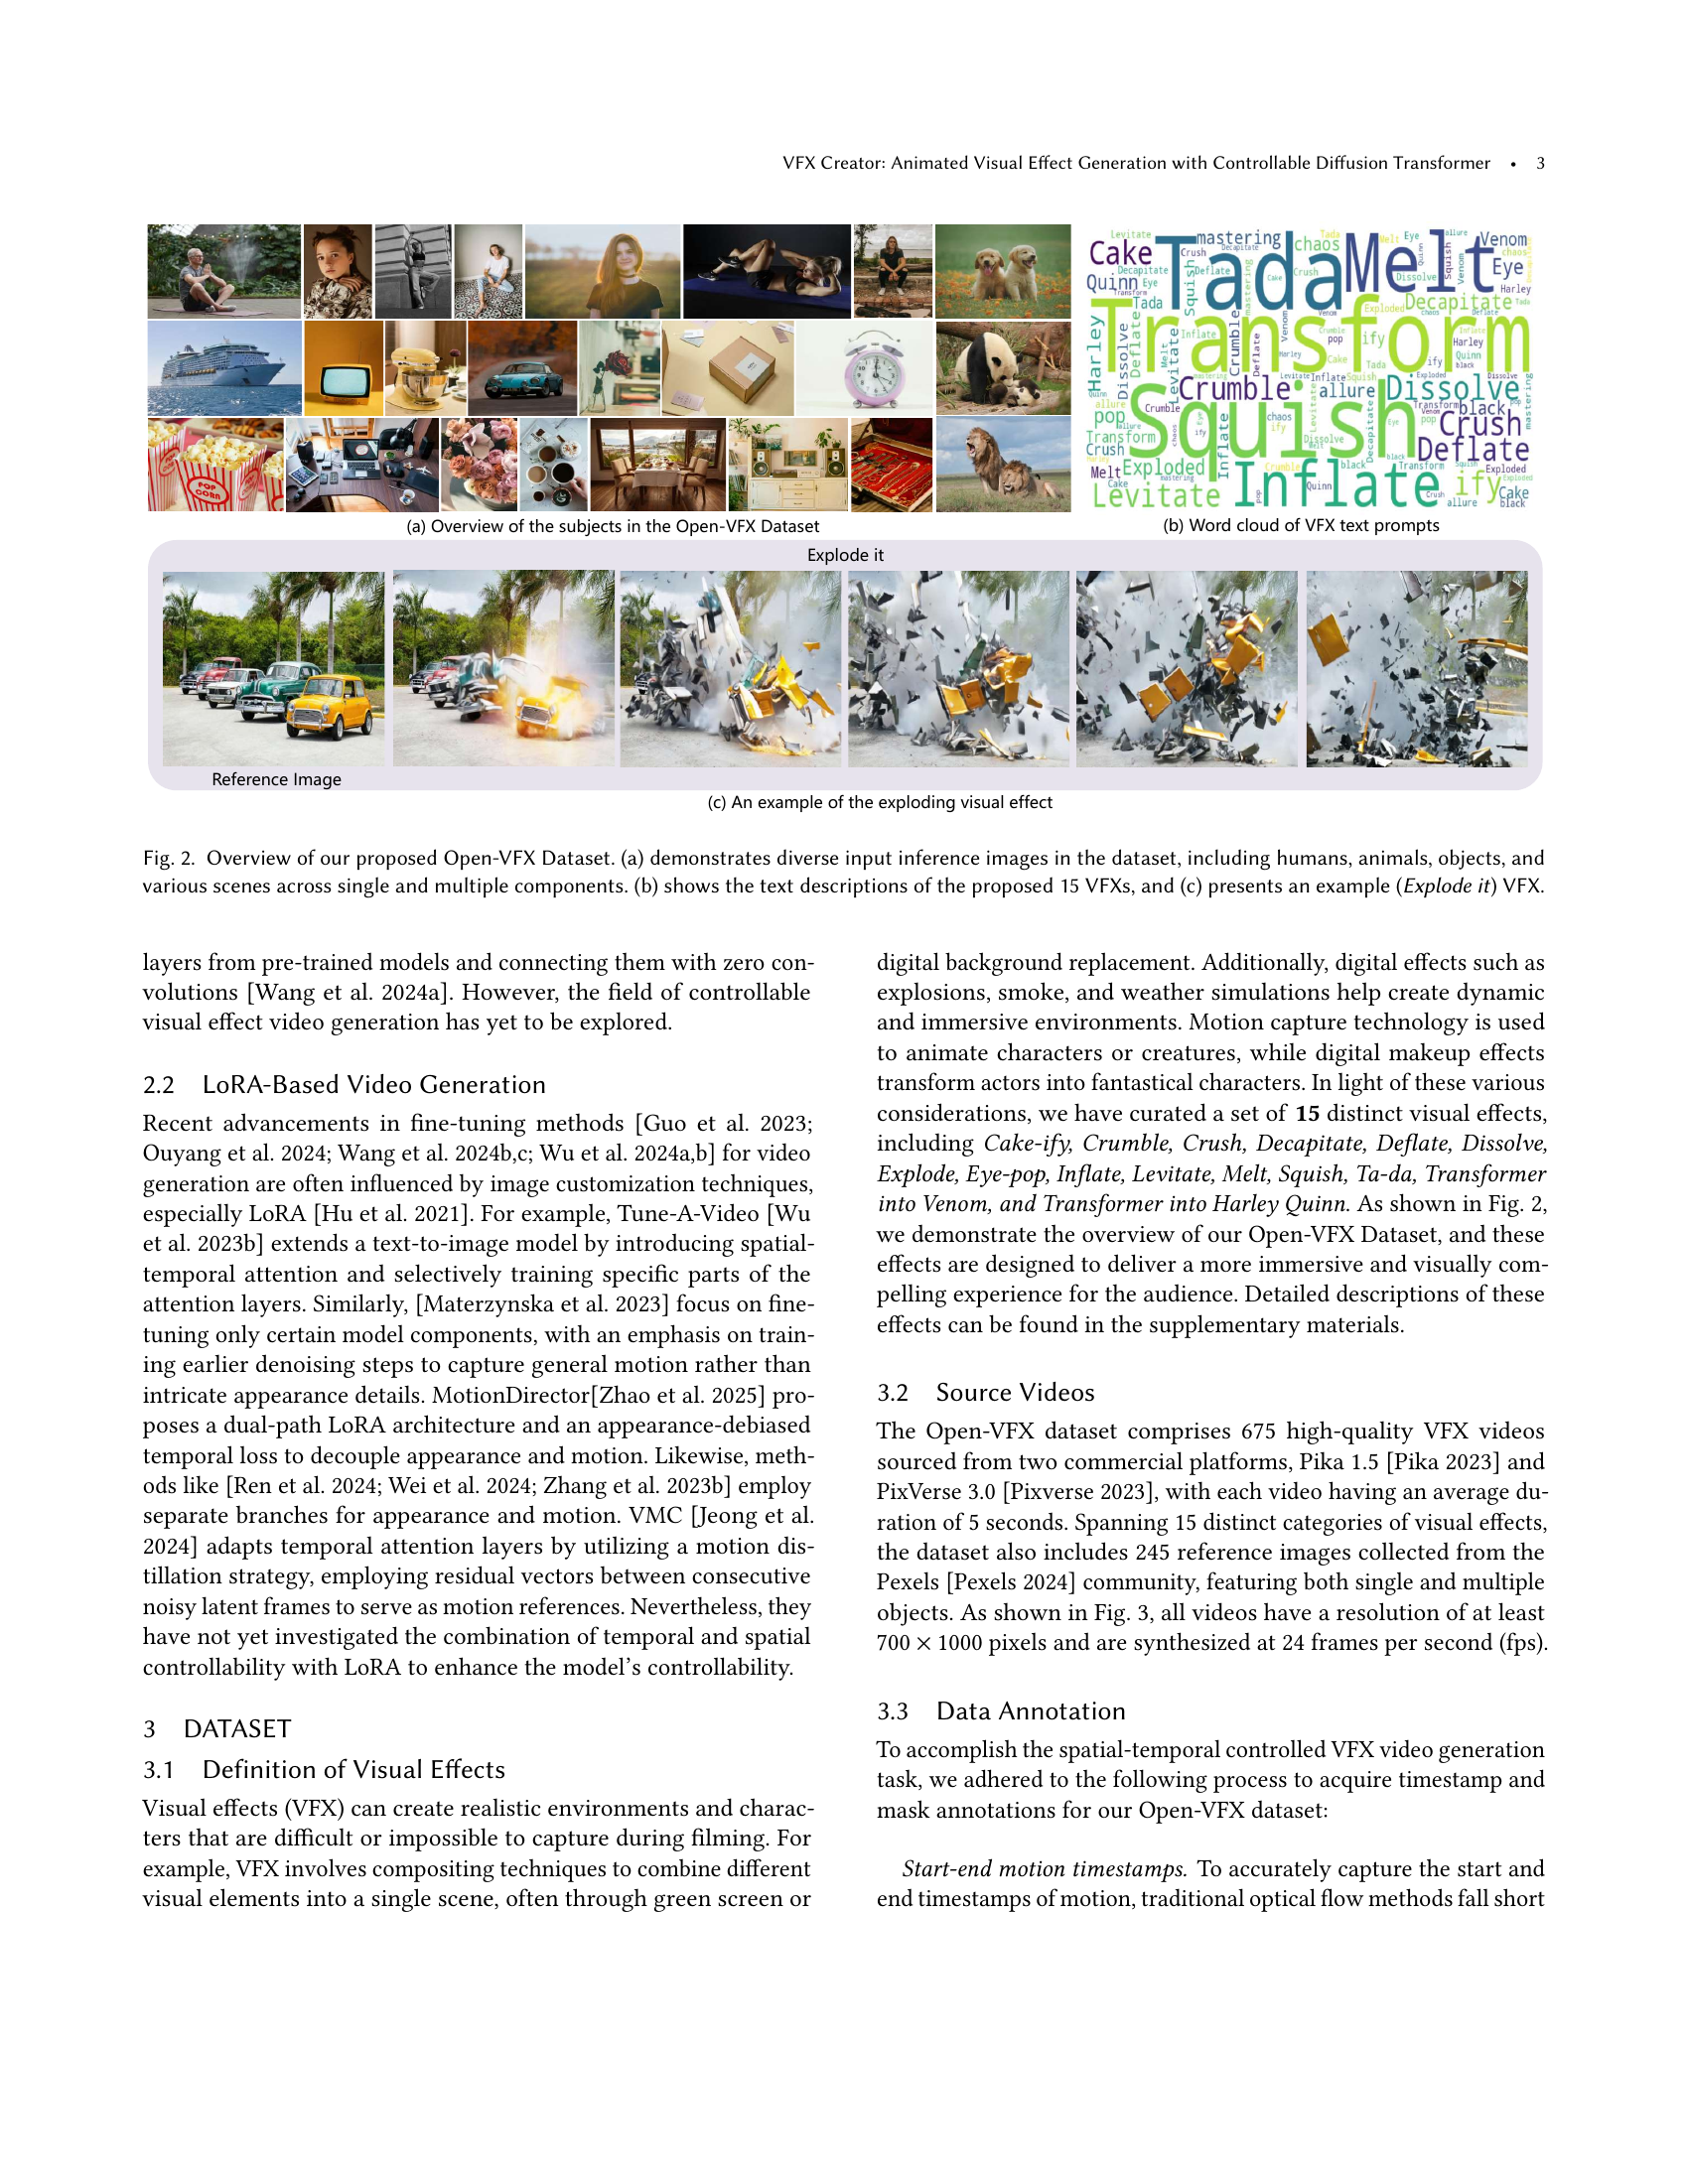 VFX Creator: Animated Visual Effect Generation with Controllable Diffusion Transformer • 3
POP CORN
Levitate
Tada
Melt
Eye
allure
Cake
Tada
mastering
chaos
Melt
Venom
Quinn
Eye
Transform
Squish
Decapitate
Harley
Dissolve
Crumble
allure
Dissolve
pop
black
Crush
Deflate
Transform
Crush
Melt
Exploded
Levitate
Inflate
ify
Cake
black
(a) Overview of the subjects in the Open-VFX Dataset
(b) Word cloud of VFX text prompts
Explode it
Reference Image
(c) An example of the exploding visual effect
Fig. 2. Overview of our proposed Open-VFX Dataset. (a) demonstrates diverse input inference images in the dataset, including humans, animals, objects, and
various scenes across single and multiple components. (b) shows the text descriptions of the proposed 15 VFXs, and (c) presents an example (Explode it) VFX.
layers from pre-trained models and connecting them with zero con-
volutions [Wang et al. 2024a]. However, the field of controllable
visual effect video generation has yet to be explored.
2.2 LoRA-Based Video Generation
Recent advancements in fine-tuning methods [Guo et al. 2023;
Ouyang et al. 2024; Wang et al. 2024b,c; Wu et al. 2024a,b] for video
generation are often influenced by image customization techniques,
especially LoRA [Hu et al. 2021]. For example, Tune-A-Video [Wu
et al. 2023b] extends a text-to-image model by introducing spatial-
temporal attention and selectively training specific parts of the
attention layers. Similarly, [Materzynska et al. 2023] focus on fine-
tuning only certain model components, with an emphasis on train-
ing earlier denoising steps to capture general motion rather than
intricate appearance details. MotionDirector[Zhao et al. 2025] pro-
poses a dual-path LoRA architecture and an appearance-debiased
temporal loss to decouple appearance and motion. Likewise, meth-
ods like [Ren et al. 2024; Wei et al. 2024; Zhang et al. 2023b] employ
separate branches for appearance and motion. VMC [Jeong et al.
2024] adapts temporal attention layers by utilizing a motion dis-
tillation strategy, employing residual vectors between consecutive
noisy latent frames to serve as motion references. Nevertheless, they
have not yet investigated the combination of temporal and spatial
controllability with LoRA to enhance the model's controllability.
3 DATASET
3.1 Definition of Visual Effects
Visual effects (VFX) can create realistic environments and charac-
ters that are difficult or impossible to capture during filming. For
example, VFX involves compositing techniques to combine different
visual elements into a single scene, often through green screen or
digital background replacement. Additionally, digital effects such as
explosions, smoke, and weather simulations help create dynamic
and immersive environments. Motion capture technology is used
to animate characters or creatures, while digital makeup effects
transform actors into fantastical characters. In light of these various
considerations, we have curated a set of 15 distinct visual effects,
including Cake-ify, Crumble, Crush, Decapitate, Deflate, Dissolve,
Explode, Eye-pop, Inflate, Levitate, Melt, Squish, Ta-da, Transformer
into Venom, and Transformer into Harley Quinn. As shown in Fig. 2,
we demonstrate the overview of our Open-VFX Dataset, and these
effects are designed to deliver a more immersive and visually com-
pelling experience for the audience. Detailed descriptions of these
effects can be found in the supplementary materials.
3.2 Source Videos
The Open-VFX dataset comprises 675 high-quality VFX videos
sourced from two commercial platforms, Pika 1.5 [Pika 2023] and
PixVerse 3.0 [Pixverse 2023], with each video having an average du-
ration of 5 seconds. Spanning 15 distinct categories of visual effects,
the dataset also includes 245 reference images collected from the
Pexels [Pexels 2024] community, featuring both single and multiple
objects. As shown in Fig. 3, all videos have a resolution of at least
700 × 1000 pixels and are synthesized at 24 frames per second (fps).
3.3 Data Annotation
To accomplish the spatial-temporal controlled VFX video generation
task, we adhered to the following process to acquire timestamp and
mask annotations for our Open-VFX dataset:
Start-end motion timestamps. To accurately capture the start and
end timestamps of motion, traditional optical flow methods fall short